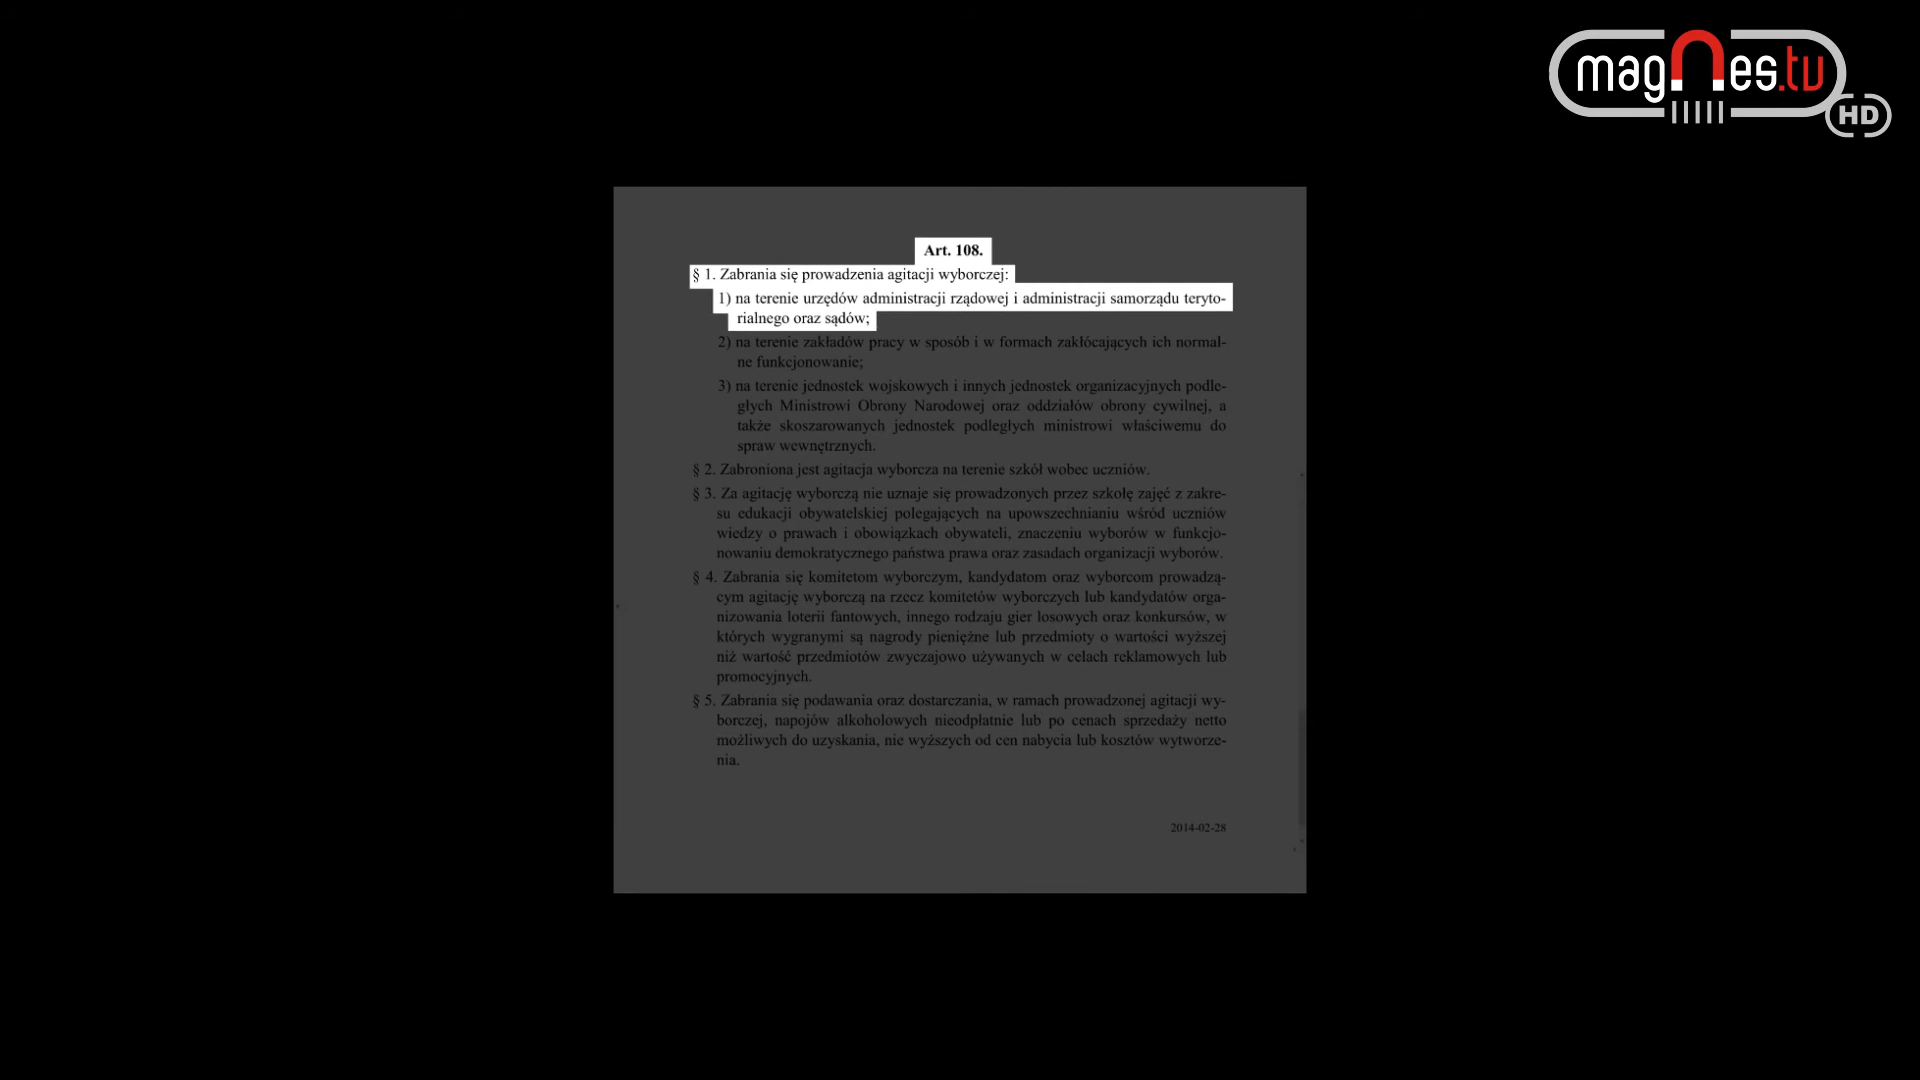 magnes.tv
HD
Art. 108.
§ 1. Zabrania się prowadzenia agitacji wyborczej:
1) na terenie urzędów administracji rządowej i administracji samorządu teryto-
rialnego oraz sądów;
2) na terenie zakładów pracy w sposób i w formach zakłócających ich normal-
ne funkcjonowanie;
3) na terenie jednostek wojskowych i innych jednostek organizacyjnych podle-
głych Ministrowi Obrony Narodowej oraz oddziałów obrony cywilnej, a
także skoszarowanych jednostek podległych ministrowi właściwemu do
spraw wewnętrznych.
§ 2. Zabroniona jest agitacja wyborcza na terenie szkół wobec uczniów.
§ 3. Za agitację wyborczą nie uznaje się prowadzonych przez szkołę zajęć z zakre-
su edukacji obywatelskiej polegających na upowszechnianiu wśród uczniów
wiedzy o prawach i obowiązkach obywateli, znaczeniu wyborów w funkcjo-
nowaniu demokratycznego państwa prawa oraz zasadach organizacji wyborów.
§ 4. Zabrania się komitetom wyborczym, kandydatom oraz wyborcom prowadzą-
cym agitację wyborczą na rzecz komitetów wyborczych lub kandydatów orga-
nizowania loterii fantowych, innego rodzaju gier losowych oraz konkursów, w
których wygranymi są nagrody pieniężne lub przedmioty o wartości wyższej
niż wartość przedmiotów zwyczajowo używanych w celach reklamowych lub
promocyjnych.
§ 5. Zabrania się podawania oraz dostarczania, w ramach prowadzonej agitacji wy-
borczej, napojów alkoholowych nieodpłatnie lub po cenach sprzedaży netto
możliwych do uzyskania, nie wyższych od cen nabycia lub kosztów wytworze-
nia.
2014-02-28